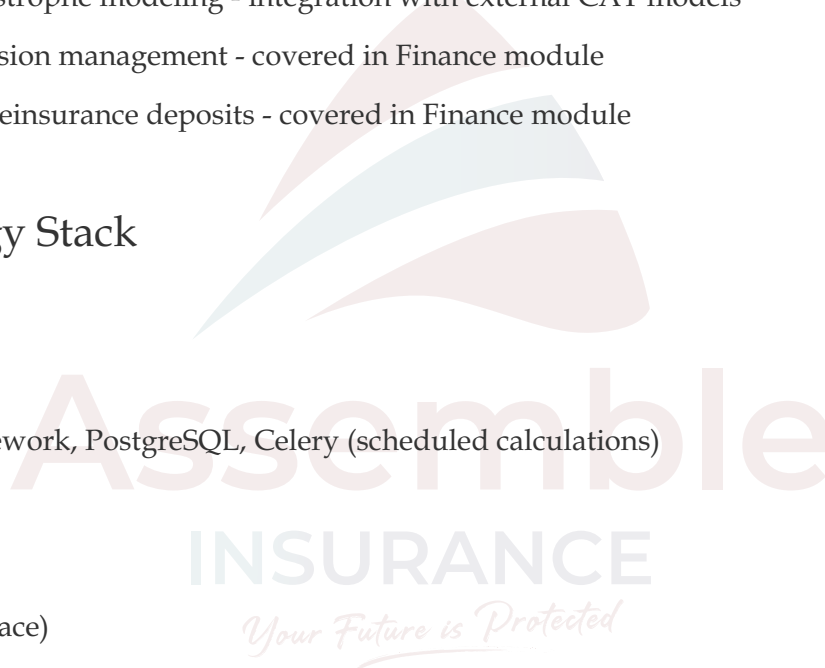 strophe modeling - integration with external CAT models
sion management - covered in Finance module
einsurance deposits - covered in Finance module
gy Stack
ework, PostgreSQL, Celery (scheduled calculations)
Assemble
INSURANCE
ace)
Your Future is Protected